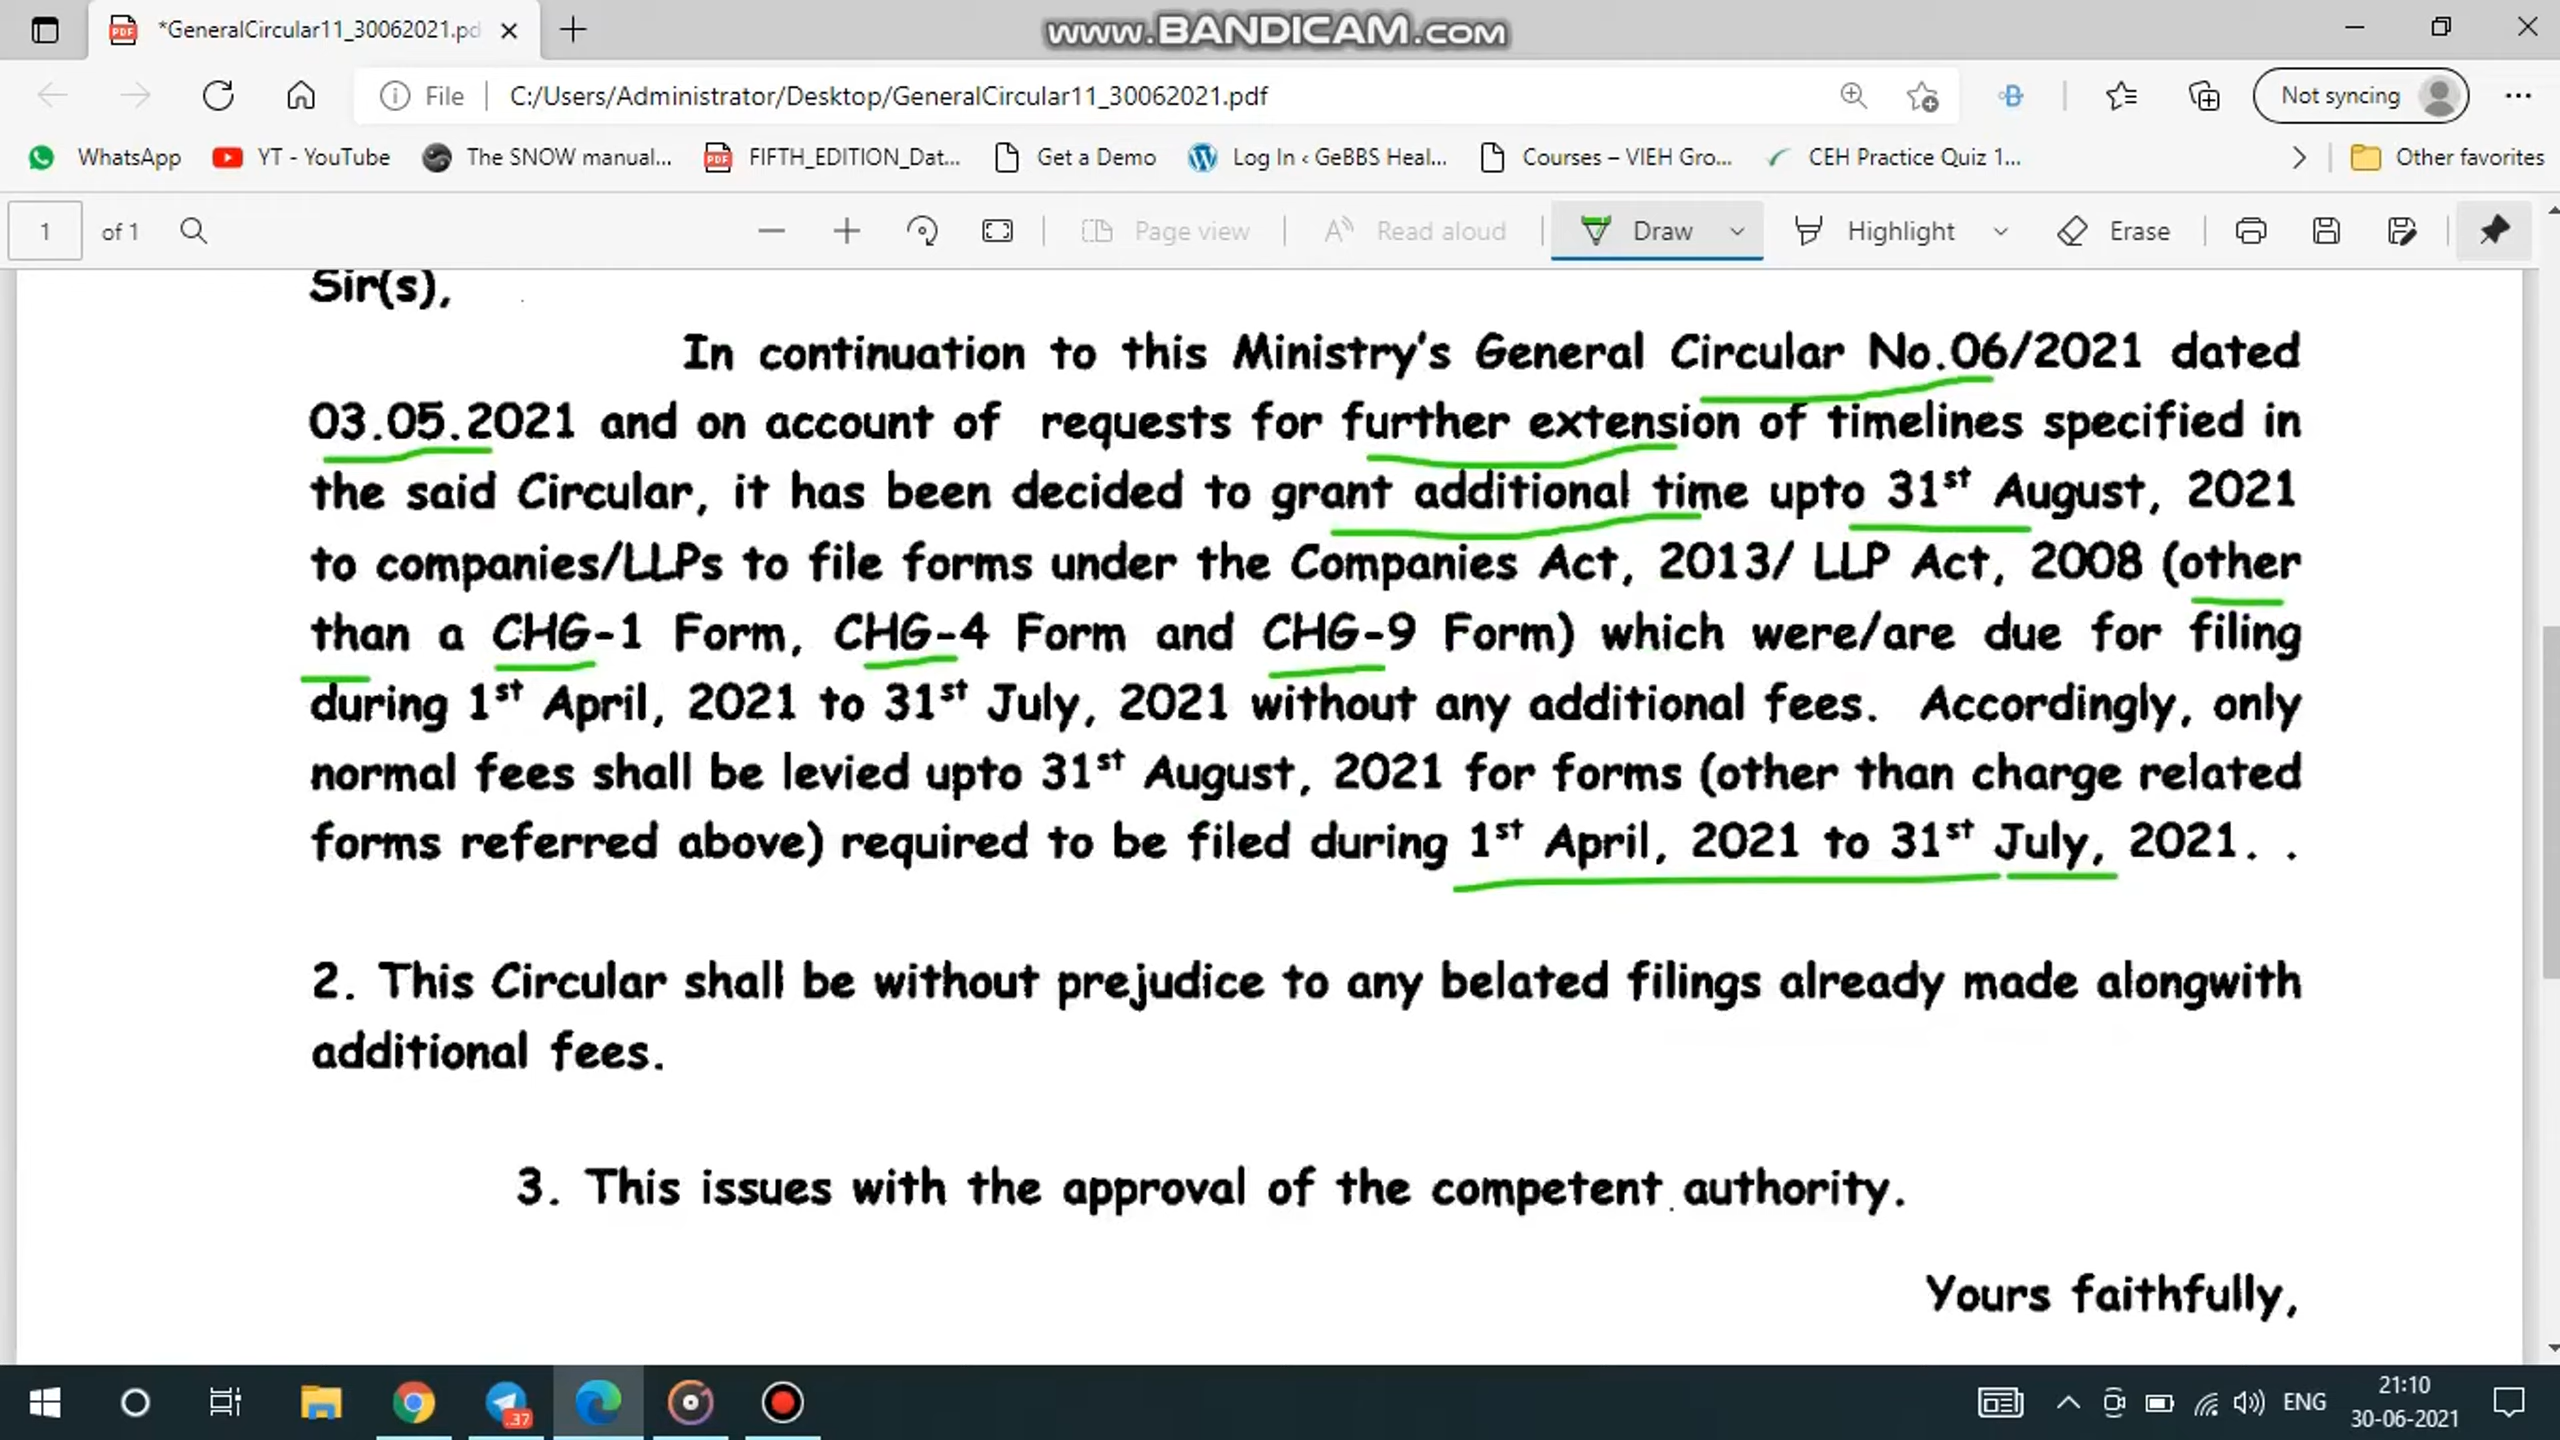 *GeneralCircular11_30062021.pd
www.BANDICAM.com
File C:/Users/Administrator/Desktop/GeneralCircular11_30062021.pdf Not syncing
WhatsApp YT - YouTube The SNOW manual... FIFTH_EDITION_Dat... Get a Demo Log In ‹ GeBBS Heal... Courses – VIEH Gro... CEH Practice Quiz 1... Other favorites
1 of 1 Page view Read aloud Draw Highlight Erase
Sir(s),
In continuation to this Ministry's General Circular No.06/2021 dated
03.05.2021 and on account of requests for further extension of timelines specified in
the said Circular, it has been decided to grant additional time upto 31st August, 2021
to companies/LLPs to file forms under the Companies Act, 2013/ LLP Act, 2008 (other
than a CHG-1 Form, CHG-4 Form and CHG-9 Form) which were/are due for filing
during 1st April, 2021 to 31st July, 2021 without any additional fees. Accordingly, only
normal fees shall be levied upto 31st August, 2021 for forms (other than charge related
forms referred above) required to be filed during 1st April, 2021 to 31st July, 2021. .
2. This Circular shall be without prejudice to any belated filings already made alongwith
additional fees.
3. This issues with the approval of the competent authority.
Yours faithfully,
37
ENG
21:10
30-06-2021